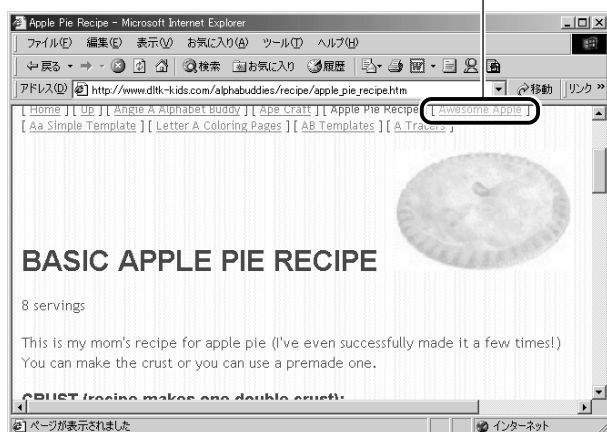 Apple Pie Recipe - Microsoft Internet Explorer
ファイル(F) 編集(E) 表示(V) お気に入り(A) ツール(T) ヘルプ(H)
戻る 検索 お気に入り 履歴
アドレス(D) http://www.dltk-kids.com/alphabuddies/recipe/apple_pie_recipe.htm 移動 リンク »
[ Home ] [ Up ] [ Angie A Alphabet Buddy ] [ Ape Craft ] [ Apple Pie Recipe ] [ Awesome Apple ]
[ Aa Simple Template ] [ Letter A Coloring Pages ] [ AB Templates ] [ A Tracers ]
BASIC APPLE PIE RECIPE
8 servings
This is my mom's recipe for apple pie (I've even successfully made it a few times!)
You can make the crust or you can use a premade one.
CRUST (recipe makes one double crust):
ページが表示されました インターネット